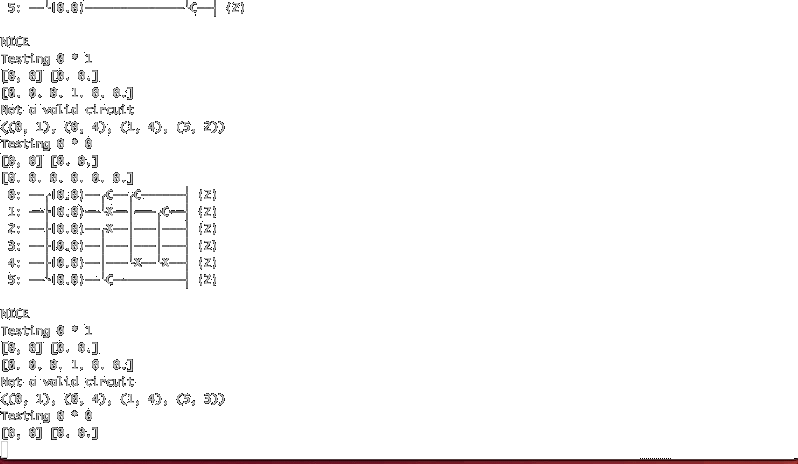 5: (0.0) C (Z)
NICE
Testing 0 * 1
[0, 0] [0. 0.]
[0. 0. 0. 1. 0. 0.]
Not a valid circuit
((0, 1), (0, 4), (1, 4), (5, 2))
Testing 0 * 0
[0, 0] [0. 0.]
[0. 0. 0. 0. 0. 0.]
0: (0.0) C C (Z)
1: (0.0) X C (Z)
2: (0.0) X (Z)
3: (0.0) (Z)
4: (0.0) X X (Z)
5: (0.0) C (Z)
NICE
Testing 0 * 1
[0, 0] [0. 0.]
[0. 0. 0. 1. 0. 0.]
Not a valid circuit
((0, 1), (0, 4), (1, 4), (5, 3))
Testing 0 * 0
[0, 0] [0. 0.]